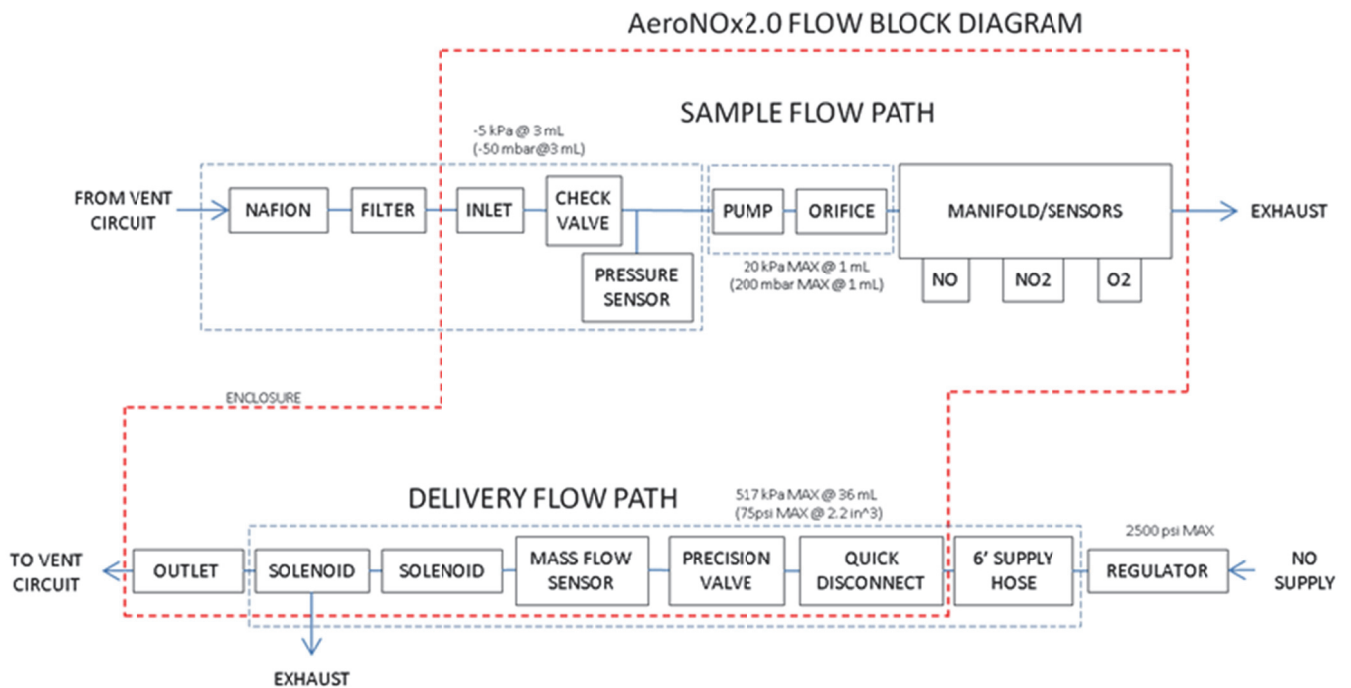 AeroNOx2.0 FLOW BLOCK DIAGRAM
SAMPLE FLOW PATH
-5 kPa @ 3 mL
(-50 mbar@3 mL)
FROM VENT
CIRCUIT
NAFION
FILTER
INLET
CHECK
VALVE
PUMP
ORIFICE
MANIFOLD/SENSORS
EXHAUST
PRESSURE
SENSOR
20 kPa MAX @ 1 mL
(200 mbar MAX @ 1 mL)
NO
NO2
O2
ENCLOSURE
DELIVERY FLOW PATH
517 kPa MAX @ 36 mL
(75psi MAX @ 2.2 in^3)
2500 psi MAX
TO VENT
CIRCUIT
OUTLET
SOLENOID
SOLENOID
MASS FLOW
SENSOR
PRECISION
VALVE
QUICK
DISCONNECT
6' SUPPLY
HOSE
REGULATOR
NO
SUPPLY
EXHAUST